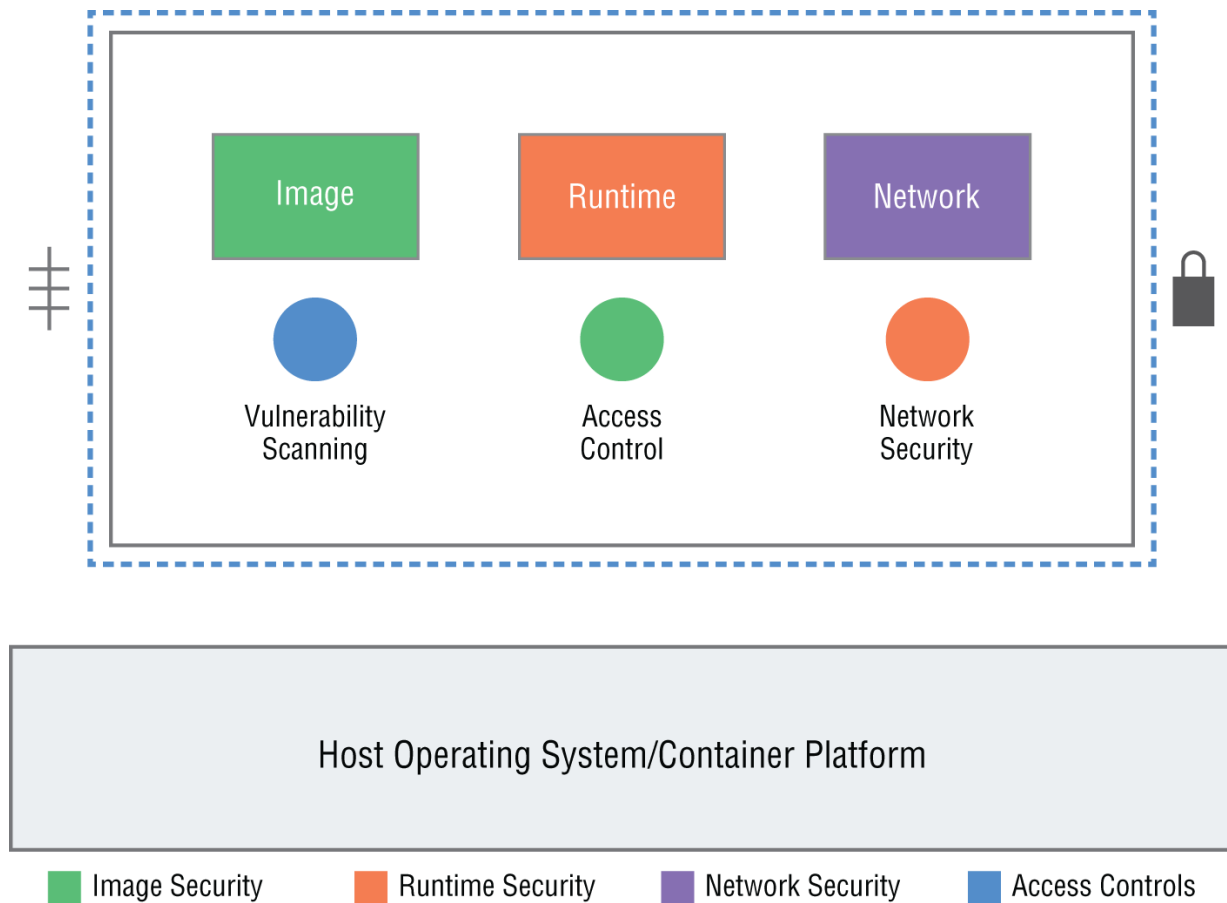 Image
Runtime
Network
Vulnerability
Scanning
Access
Control
Network
Security
Host Operating System/Container Platform
Image Security
Runtime Security
Network Security
Access Controls